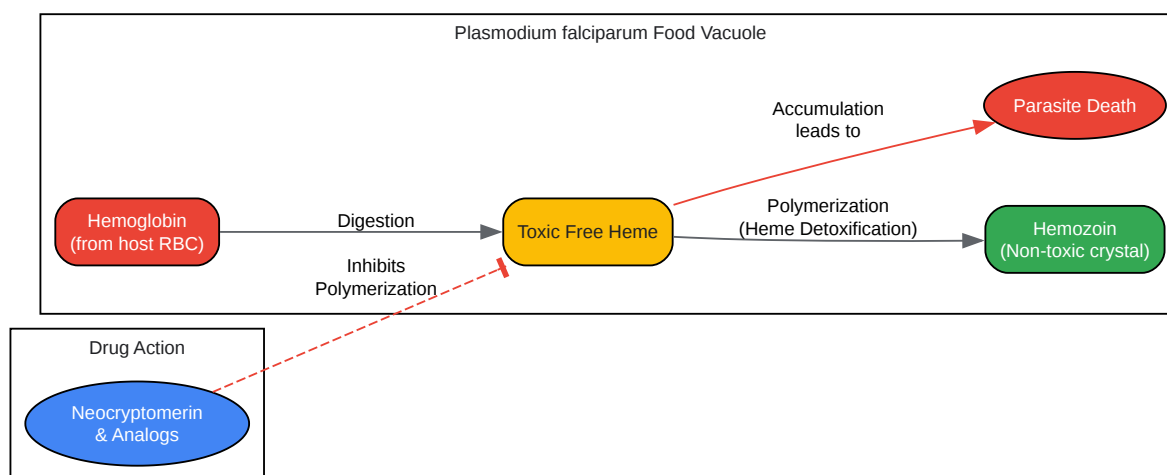 Plasmodium falciparum Food Vacuole
Accumulation
leads to
Parasite Death
Hemoglobin
(from host RBC)
Digestion
Toxic Free Heme
Polymerization
(Heme Detoxification)
Hemozoin
(Non-toxic crystal)
Inhibits
Polymerization
Drug Action
Neocryptomerin
& Analogs